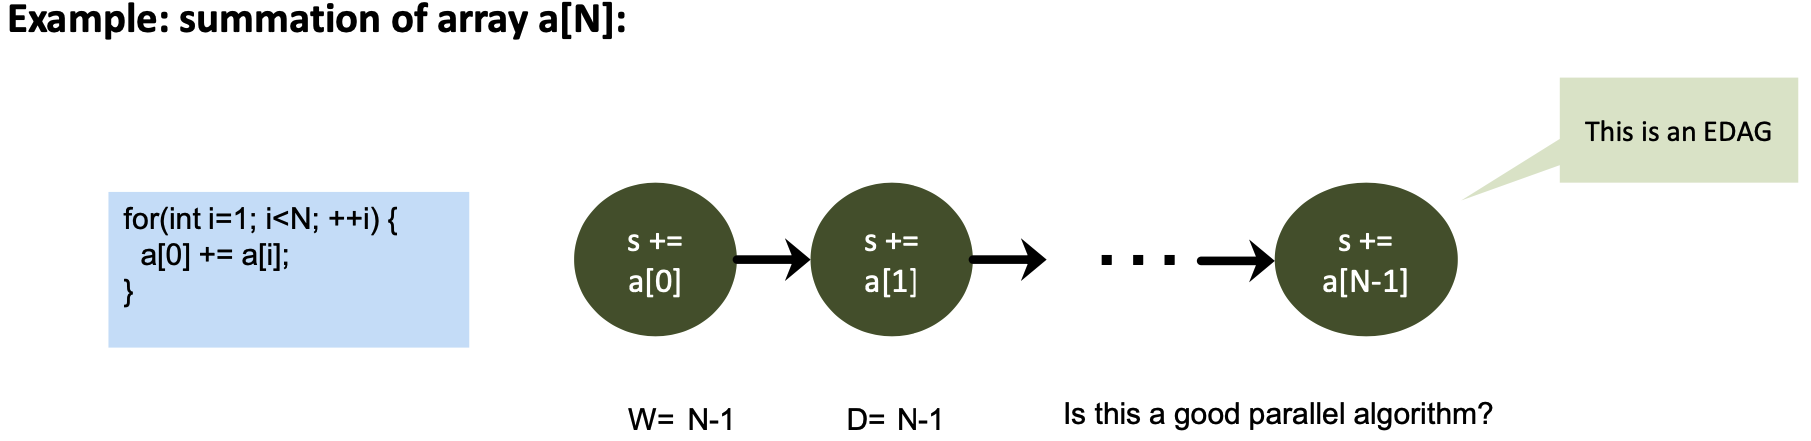 Example: summation of array a[N]:
This is an EDAG
for(int i=1; i<N; ++i) {
a[0] += a[i];
}
s +=
a[0]
s +=
a[1]
. . .
s +=
a[N-1]
W= N-1
D= N-1
Is this a good parallel algorithm?